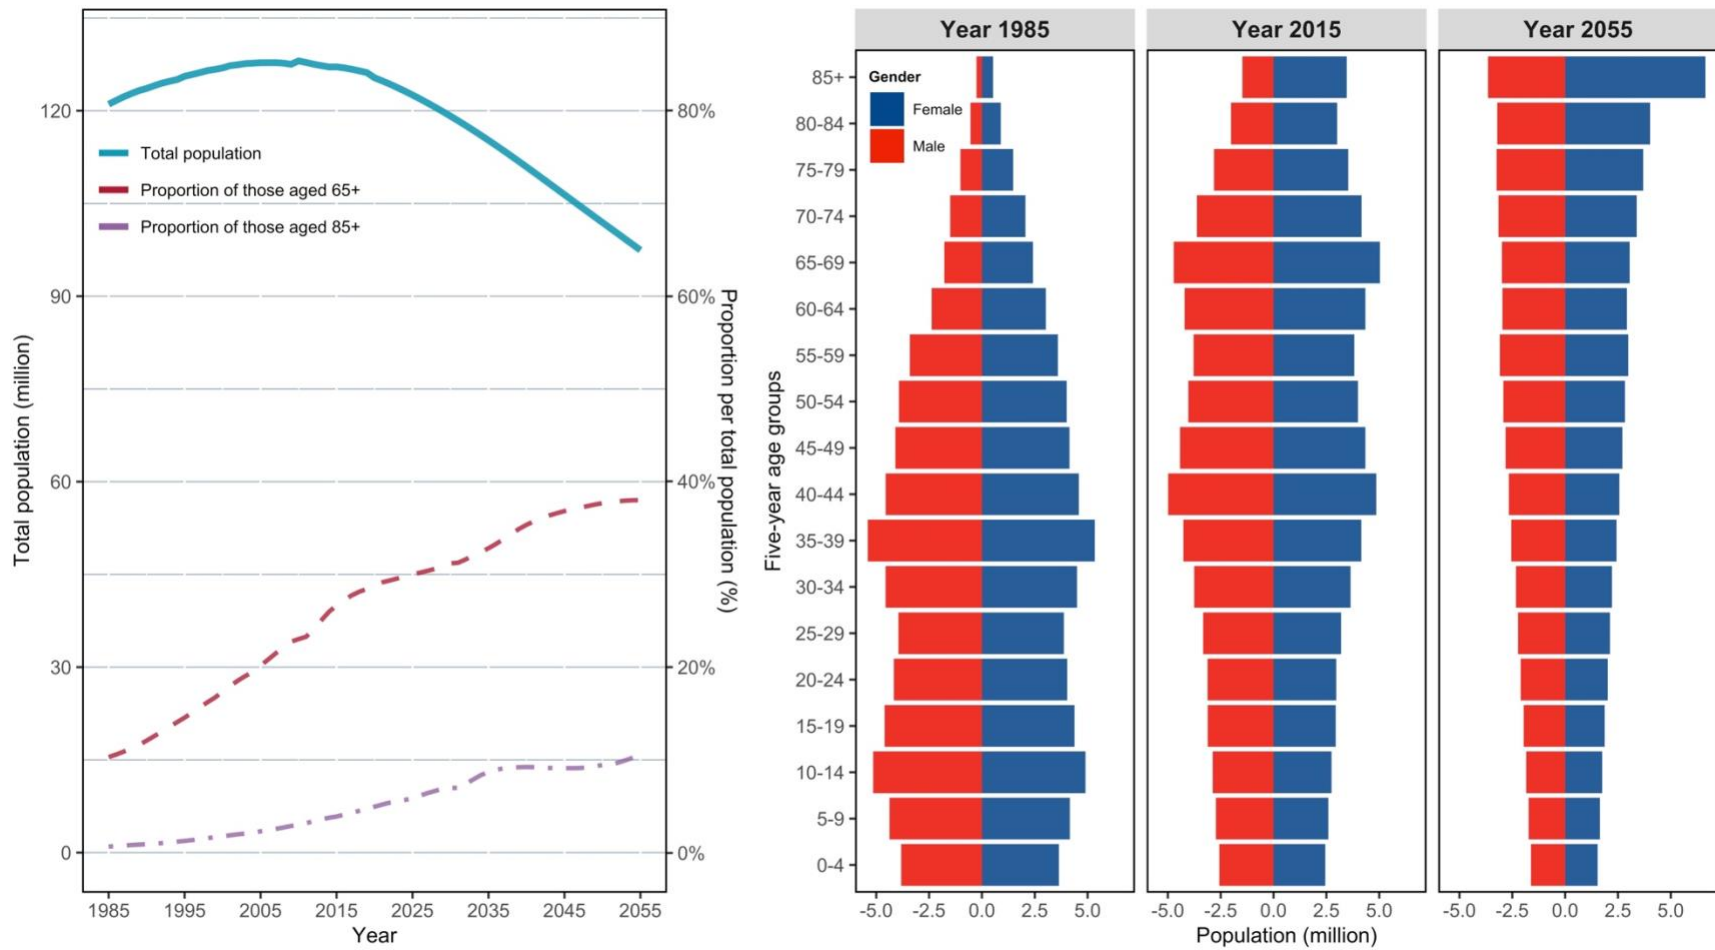 120
90
60
30
0
Total population (million)
Total population
Proportion of those aged 65+
Proportion of those aged 85+
80%
60%
40%
20%
0%
Proportion per total population (%)
1985 1995 2005 2015 2025 2035 2045 2055
Year
Year 1985
Year 2015
Year 2055
Gender
Female
Male
Five-year age groups
85+
80-84
75-79
70-74
65-69
60-64
55-59
50-54
45-49
40-44
35-39
30-34
25-29
20-24
15-19
10-14
5-9
0-4
-5.0 -2.5 0.0 2.5 5.0
-5.0 -2.5 0.0 2.5 5.0
-5.0 -2.5 0.0 2.5 5.0
Population (million)